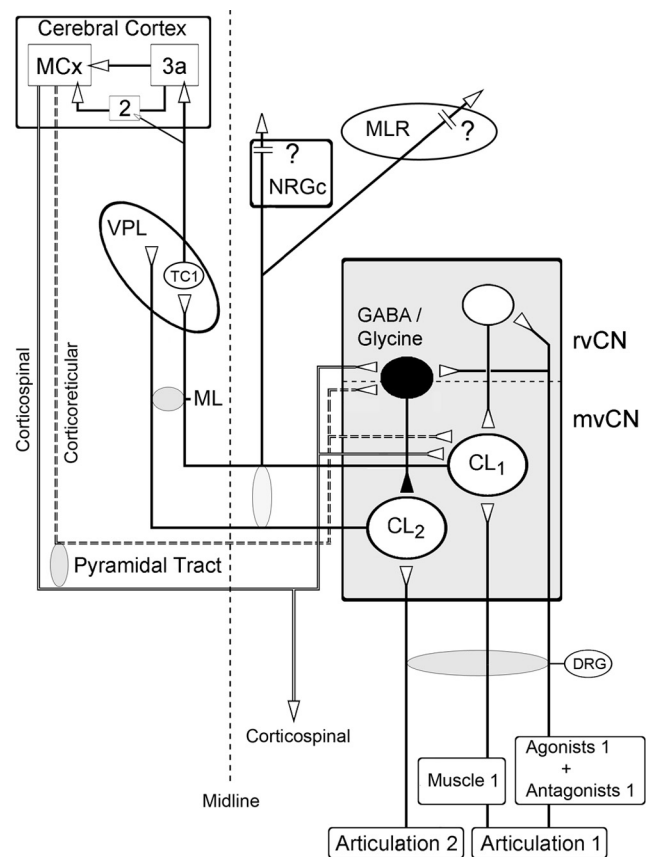 Cerebral Cortex
MCx
3a
2
MLR
?
?
NRGc
VPL
TC1
GABA /
Glycine
rvCN
mvCN
ML
Corticospinal
Corticoreticular
CL1
CL2
Pyramidal Tract
DRG
Corticospinal
Agonists 1
+
Antagonists 1
Muscle 1
Midline
Articulation 2
Articulation 1